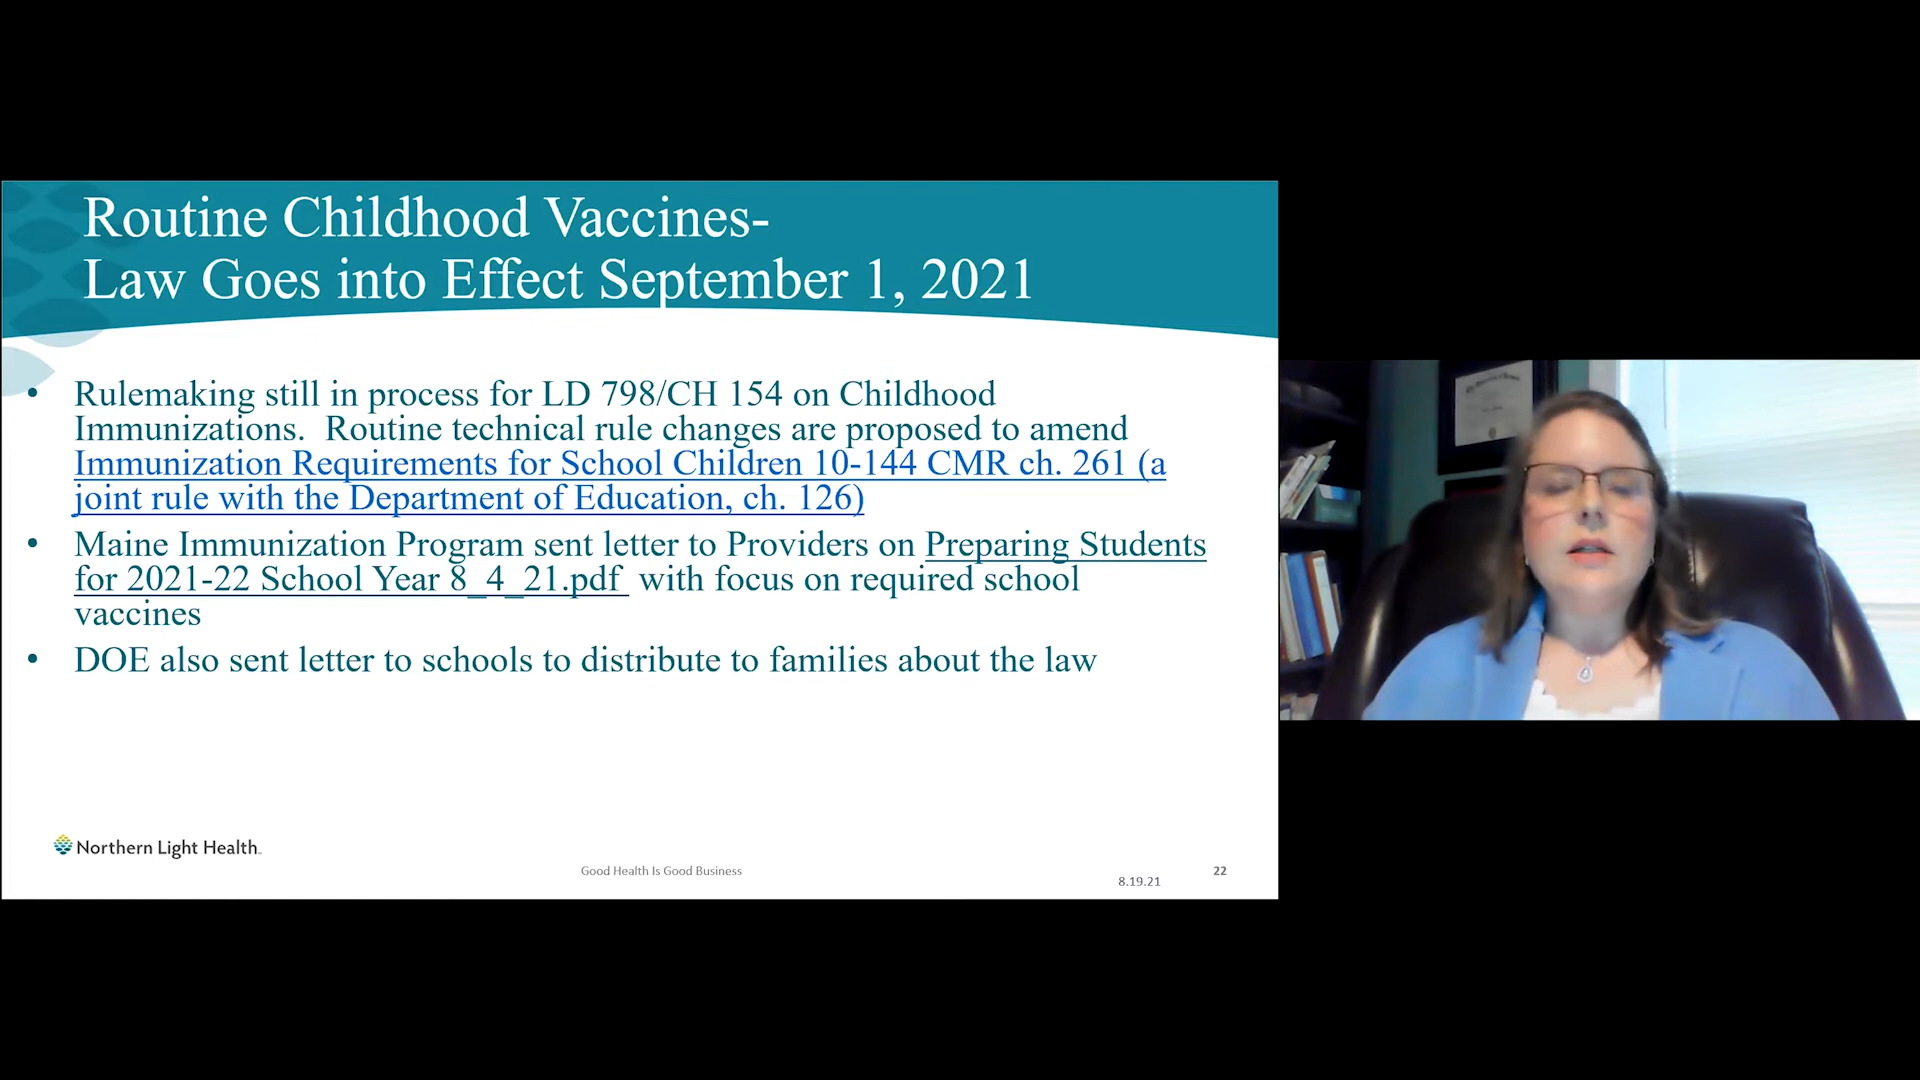 Routine Childhood Vaccines-
Law Goes into Effect September 1, 2021
• Rulemaking still in process for LD 798/CH 154 on Childhood
Immunizations.  Routine technical rule changes are proposed to amend
Immunization Requirements for School Children 10-144 CMR ch. 261 (a
joint rule with the Department of Education, ch. 126)
• Maine Immunization Program sent letter to Providers on Preparing Students
for 2021-22 School Year 8_4_21.pdf  with focus on required school
vaccines
• DOE also sent letter to schools to distribute to families about the law
Northern Light Health
Good Health Is Good Business
22
8.19.21